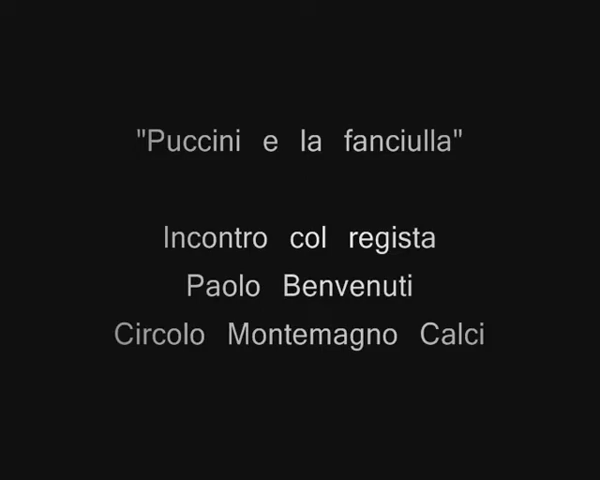 "Puccini e la fanciulla"
Incontro col regista
Paolo Benvenuti
Circolo Montemagno Calci